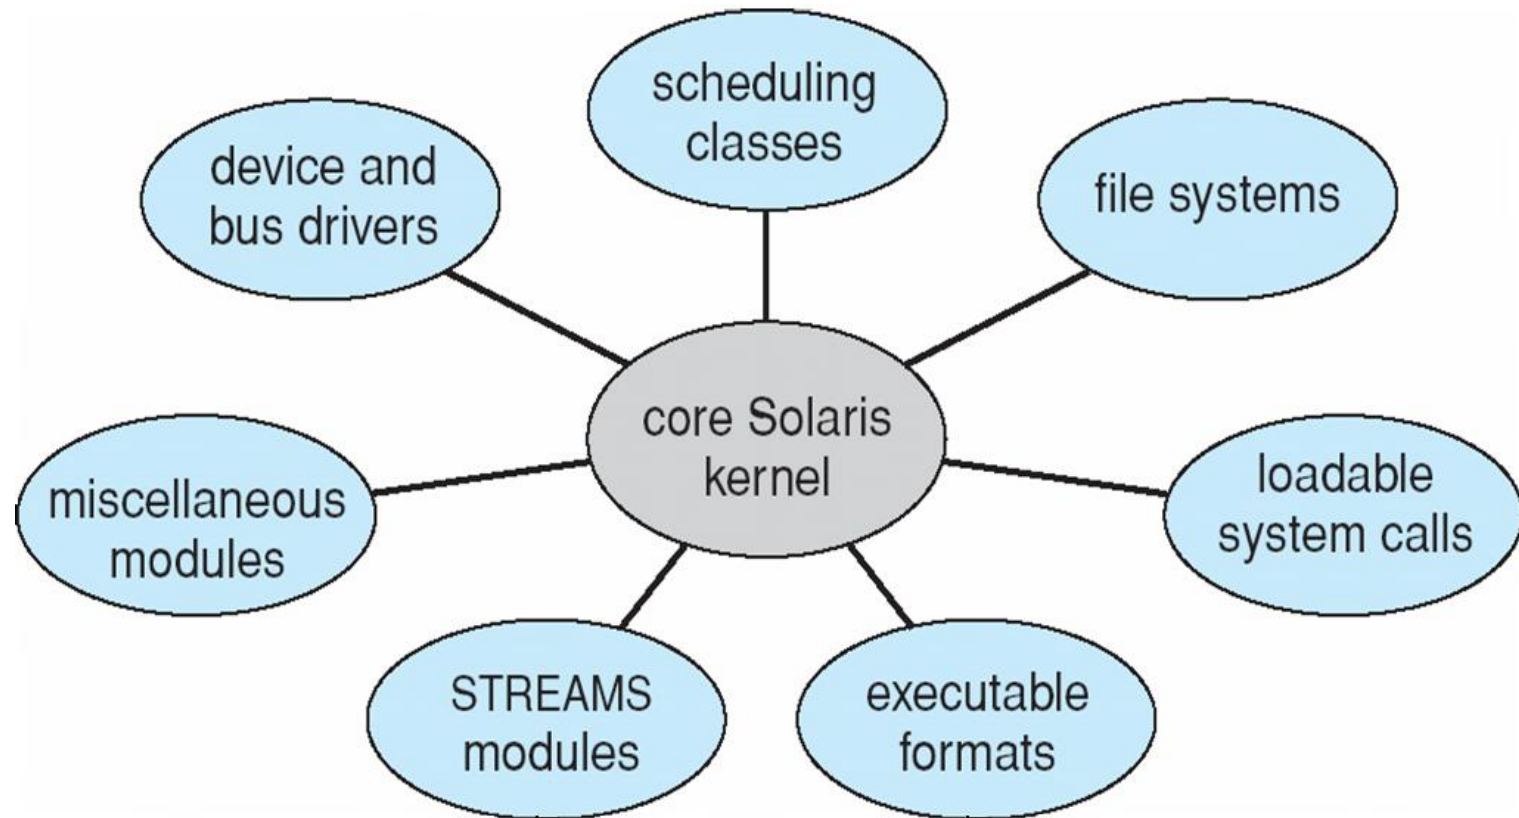 scheduling
classes
device and
bus drivers
file systems
core Solaris
kernel
loadable
system calls
miscellaneous
modules
STREAMS
modules
executable
formats